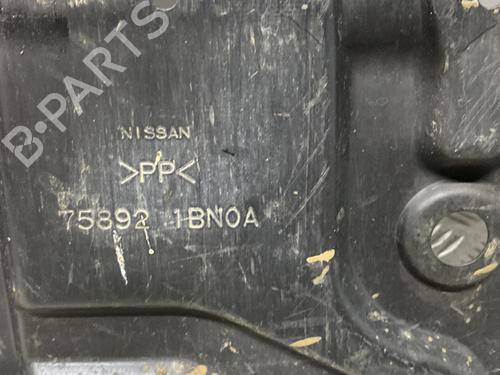 B-PARTS
NISSAN
>PP<
75892 1BN0A